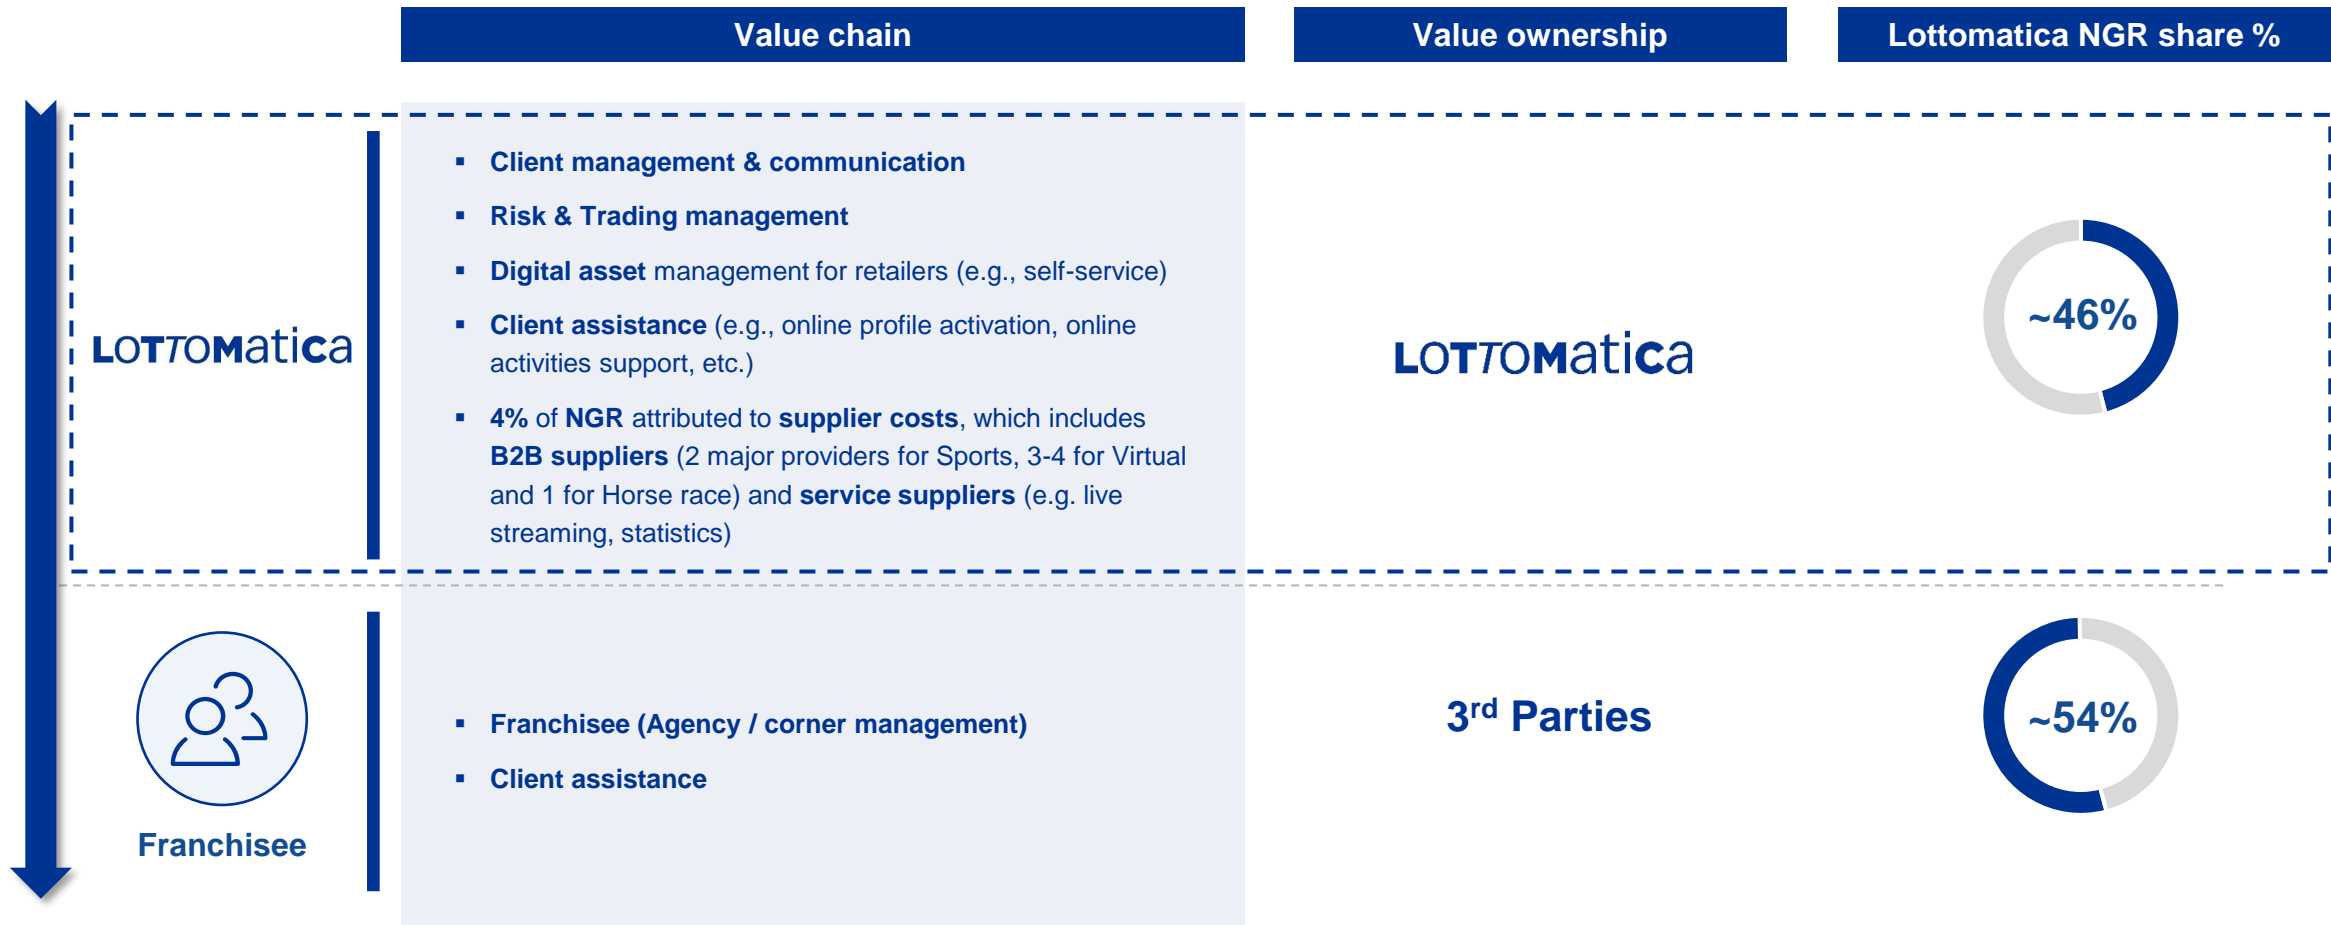 Value chain
Value ownership
Lottomatica NGR share %
LOTTOMatiCa
▪ Client management & communication
▪ Risk & Trading management
▪ Digital asset management for retailers (e.g., self-service)
▪ Client assistance (e.g., online profile activation, online
activities support, etc.)
▪ 4% of NGR attributed to supplier costs, which includes
B2B suppliers (2 major providers for Sports, 3-4 for Virtual
and 1 for Horse race) and service suppliers (e.g. live
streaming, statistics)
LOTTOMatiCa
~46%
Franchisee
▪ Franchisee (Agency / corner management)
▪ Client assistance
3rd Parties
~54%